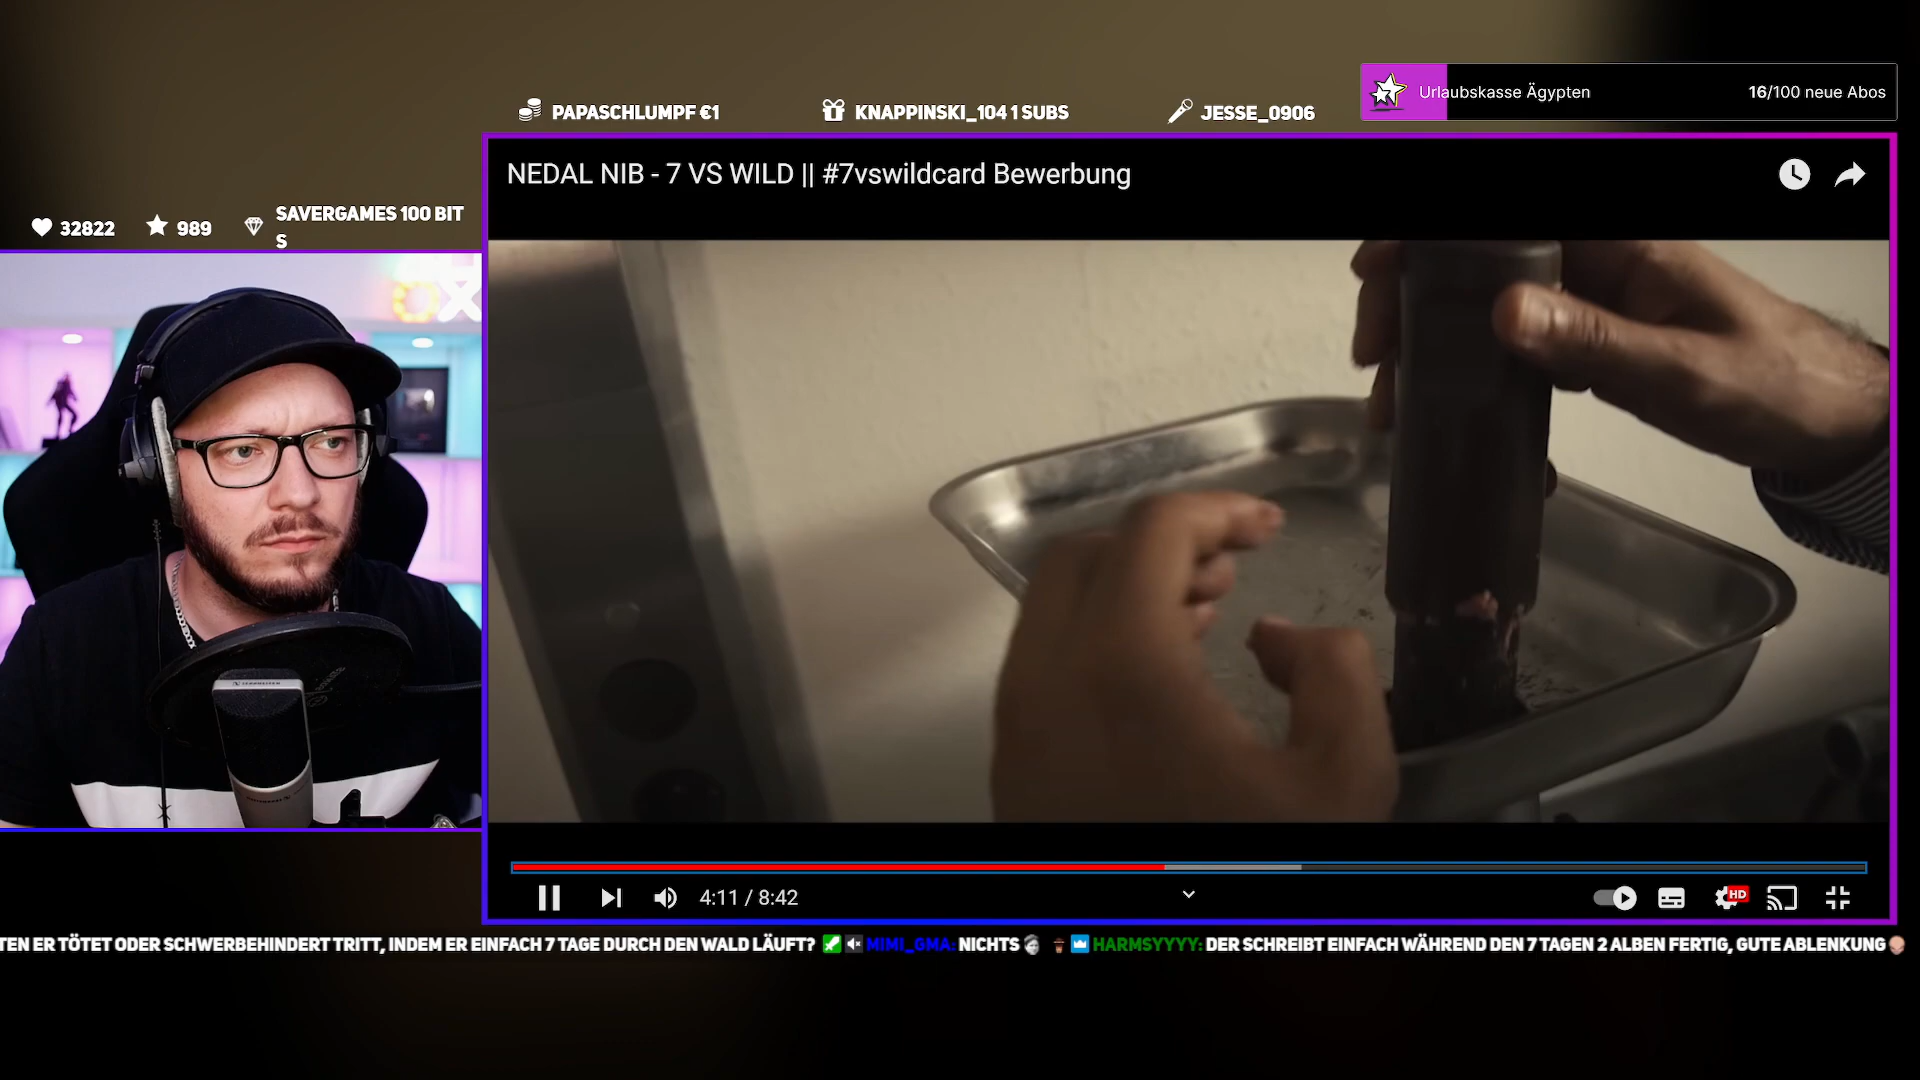 PAPASCHLUMPF €1
KNAPPINSKI_104 1 SUBS
JESSE_0906
Urlaubskasse Ägypten
16/100 neue Abos
NEDAL NIB - 7 VS WILD || #7vswildcard Bewerbung
32822
989
SAVERGAMES 100 BIT
S
4:11 / 8:42
HD
TEN ER TÖTET ODER SCHWERBEHINDERT TRITT, INDEM ER EINFACH 7 TAGE DURCH DEN WALD LÄUFT? MIMI_GMA: NICHTS HARMSYYYY: DER SCHREIBT EINFACH WÄHREND DEN 7 TAGEN 2 ALBEN FERTIG, GUTE ABLENKUNG